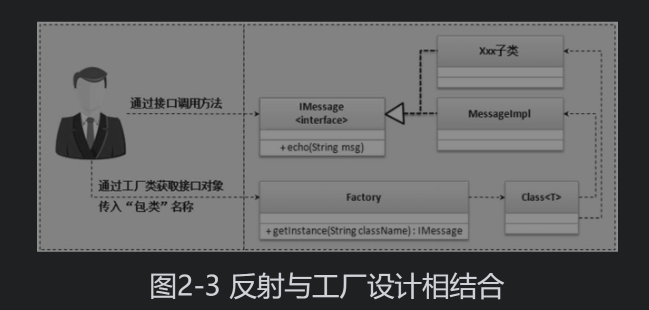 Xxx子类
通过接口调用方法
IMessage
<interface>
MessageImpl
+echo(String msg)
通过工厂类获取接口对象
传入“包.类”名称
Factory
Class<T>
+getInstance(String className) : IMessage
图2-3 反射与工厂设计相结合